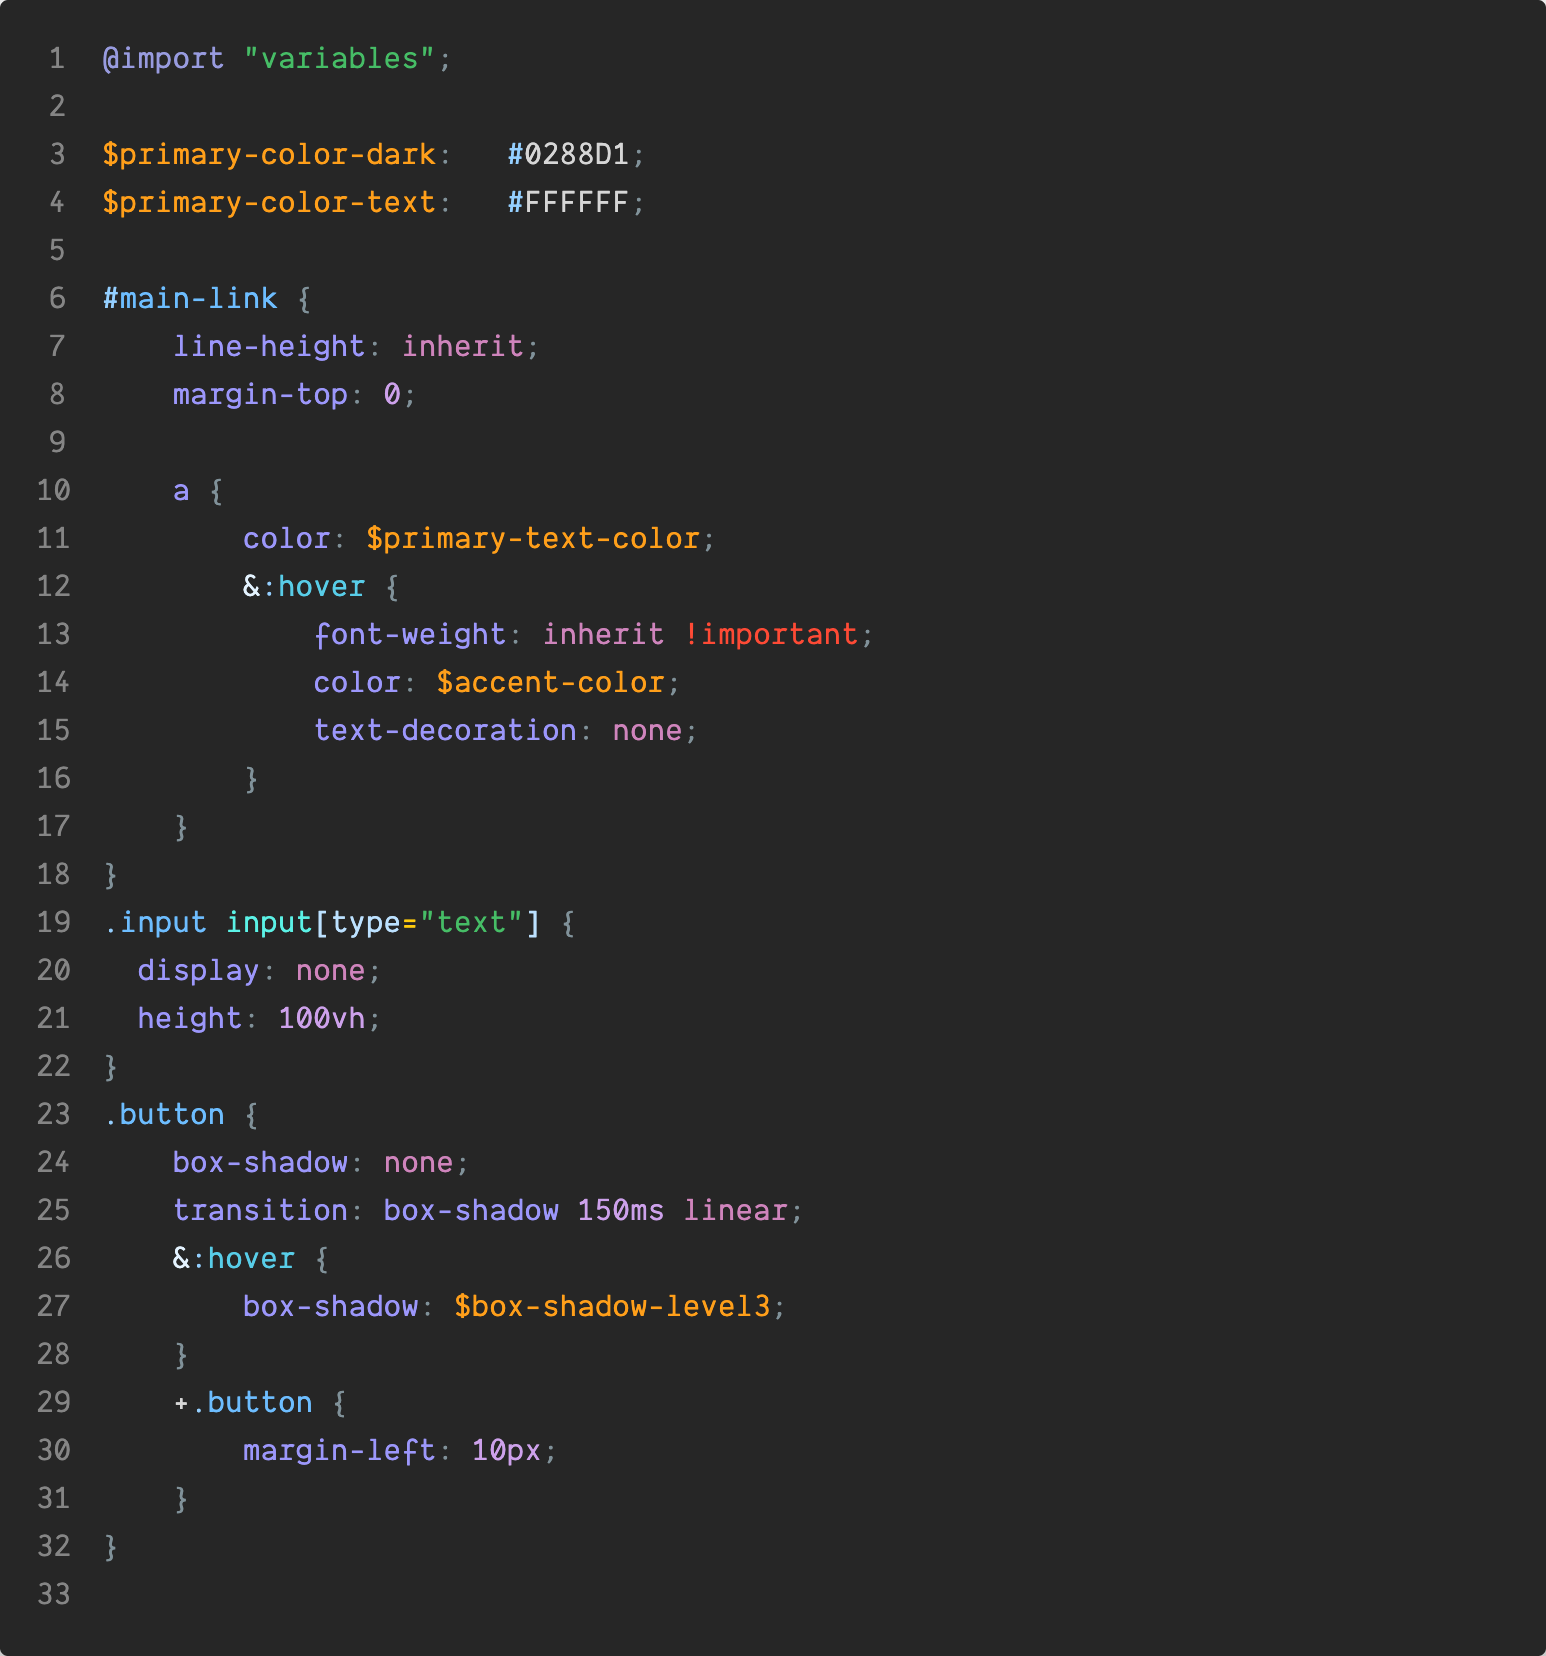 1 @import "variables";
2
3 $primary-color-dark:   #0288D1;
4 $primary-color-text:   #FFFFFF;
5
6 #main-link {
7     line-height: inherit;
8     margin-top: 0;
9
10     a {
11         color: $primary-text-color;
12         &:hover {
13             font-weight: inherit !important;
14             color: $accent-color;
15             text-decoration: none;
16         }
17     }
18 }
19 .input input[type="text"] {
20   display: none;
21   height: 100vh;
22 }
23 .button {
24     box-shadow: none;
25     transition: box-shadow 150ms linear;
26     &:hover {
27         box-shadow: $box-shadow-level3;
28     }
29     +.button {
30         margin-left: 10px;
31     }
32 }
33